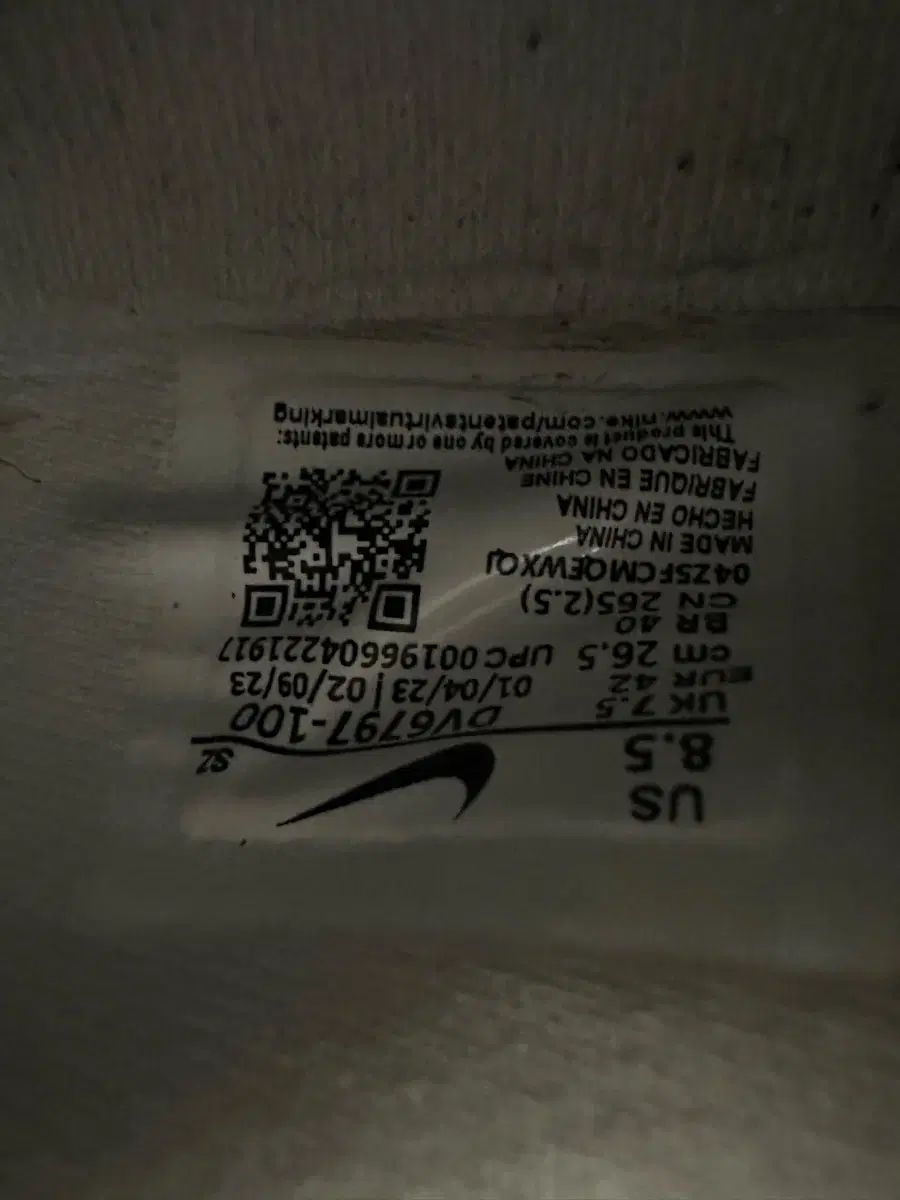 US
8.5
SZ
DV6797-100
UK 7.5
01/04/23 | 02/09/23
EUR 42
cm 26.5 UPC 00196604221917
BR 40
CN 265(2.5)
04Z5FCMQEWXQJ
MADE IN CHINA
HECHO EN CHINA
FABRIQUE EN CHINE
FABRICADO NA CHINA
This product is covered by one or more patents:
www.nike.com/patentsvirtualmarking